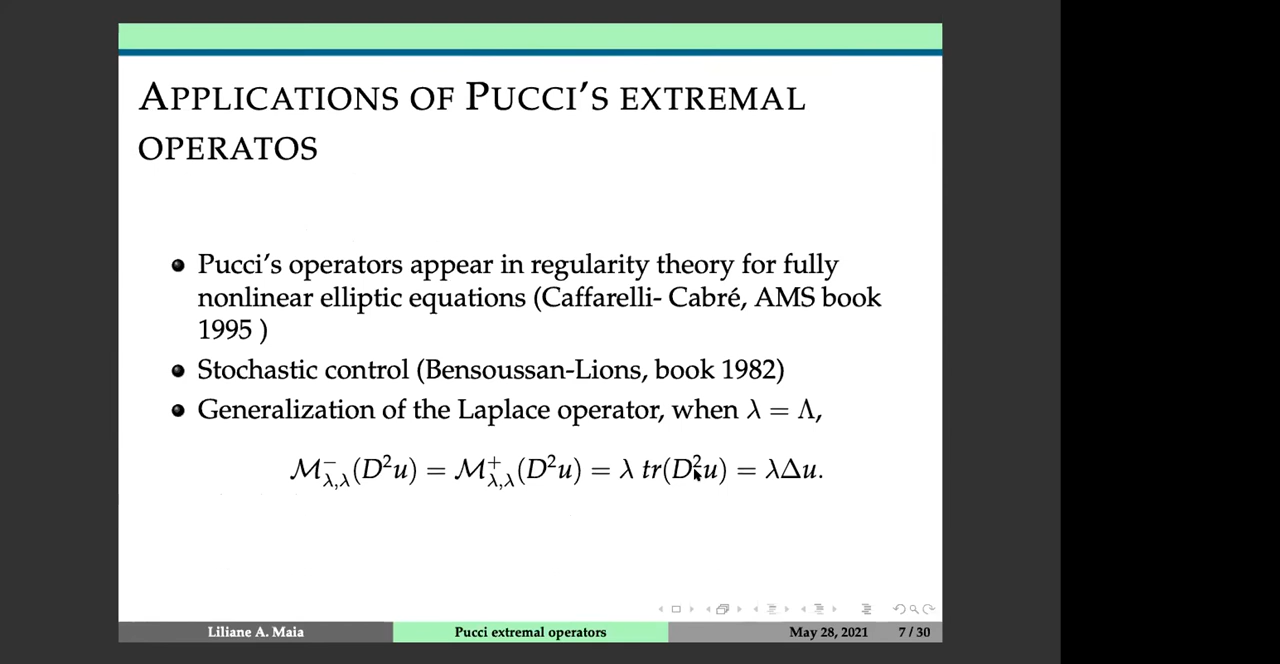 APPLICATIONS OF PUCCI'S EXTREMAL
OPERATOS
Pucci's operators appear in regularity theory for fully
nonlinear elliptic equations (Caffarelli- Cabré, AMS book
1995 )
Stochastic control (Bensoussan-Lions, book 1982)
Generalization of the Laplace operator, when λ = Λ,
ℳ⁻λ,λ(D²u) = ℳ⁺λ,λ(D²u) = λ tr(D²u) = λΔu.
Liliane A. Maia Pucci extremal operators May 28, 2021 7 / 30